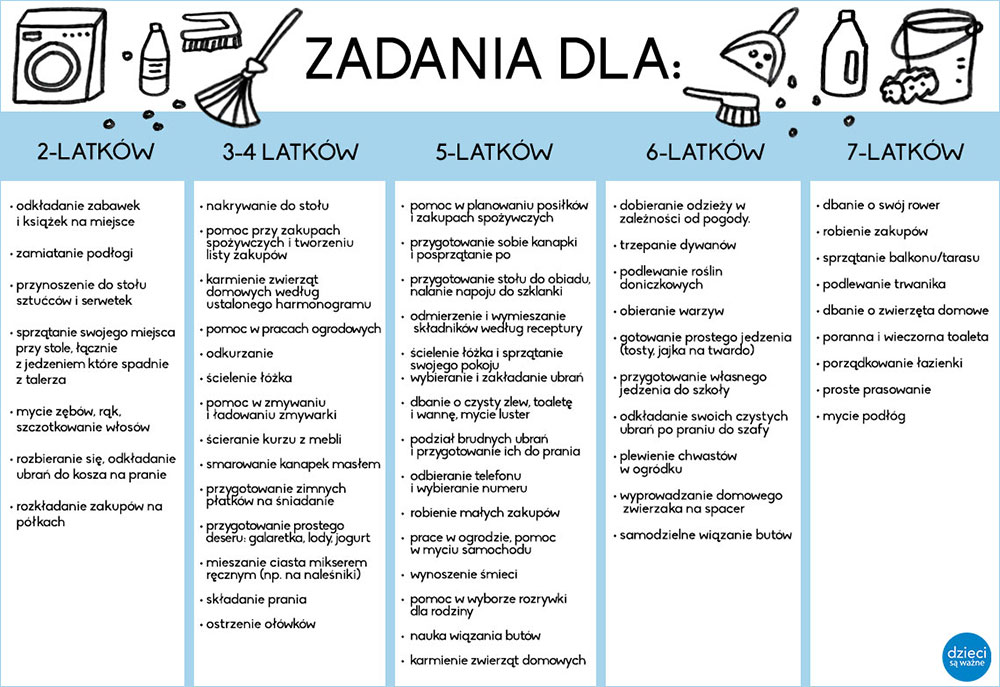 ZADANIA DLA:
2-LATKÓW
• odkładanie zabawek
i książek na miejsce
• zamiatanie podłogi
• przynoszenie do stołu
sztućców i serwetek
• sprzątanie swojego miejsca
przy stole, łącznie
z jedzeniem które spadnie
z talerza
• mycie zębów, rąk,
szczotkowanie włosów
• rozbieranie się, odkładanie
ubrań do kosza na pranie
• rozkładanie zakupów na
półkach
3-4 LATKÓW
• nakrywanie do stołu
• pomoc przy zakupach
spożywczych i tworzeniu
listy zakupów
• karmienie zwierząt
domowych według
ustalonego harmonogramu
• pomoc w pracach ogrodowych
• odkurzanie
• ścielenie łóżka
• pomoc w zmywaniu
i ładowaniu zmywarki
• ścieranie kurzu z mebli
• smarowanie kanapek masłem
• przygotowanie zimnych
płatków na śniadanie
• przygotowanie prostego
deseru: galaretka, lody, jogurt
• mieszanie ciasta mikserem
ręcznym (np. na naleśniki)
• składanie prania
• ostrzenie ołówków
5-LATKÓW
• pomoc w planowaniu posiłków
i zakupach spożywczych
• przygotowanie sobie kanapki
i posprzątanie po
• przygotowanie stołu do obiadu,
nalanie napoju do szklanki
• odmierzenie i wymieszanie
składników według receptury
• ścielenie łóżka i sprzątanie
swojego pokoju
• wybieranie i zakładanie ubrań
• dbanie o czysty zlew, toaletę
i wannę, mycie luster
• podział brudnych ubrań
i przygotowanie ich do prania
• odbieranie telefonu
i wybieranie numeru
• robienie małych zakupów
• prace w ogrodzie, pomoc
w myciu samochodu
• wynoszenie śmieci
• pomoc w wyborze rozrywki
dla rodziny
• nauka wiązania butów
• karmienie zwierząt domowych
6-LATKÓW
• dobieranie odzieży w
zależności od pogody.
• trzepanie dywanów
• podlewanie roślin
doniczkowych
• obieranie warzyw
• gotowanie prostego jedzenia
(tosty, jajka na twardo)
• przygotowanie własnego
jedzenia do szkoły
• odkładanie swoich czystych
ubrań po praniu do szafy
• plewienie chwastów
w ogródku
• wyprowadzanie domowego
zwierzaka na spacer
• samodzielne wiązanie butów
7-LATKÓW
• dbanie o swój rower
• robienie zakupów
• sprzątanie balkonu/tarasu
• podlewanie trwanika
• dbanie o zwierzęta domowe
• poranna i wieczorna toaleta
• porządkowanie łazienki
• proste prasowanie
• mycie podłóg
dzieci
są ważne